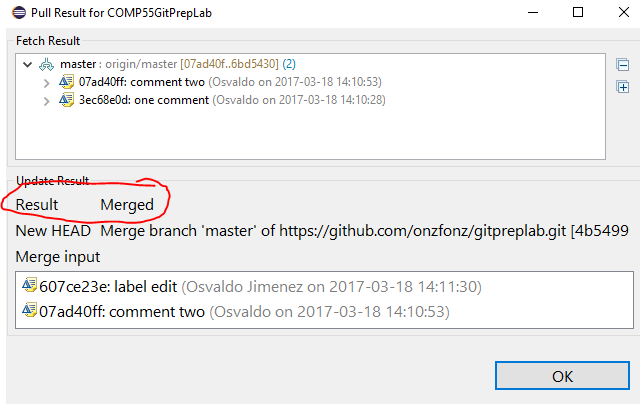 Pull Result for COMP55GitPrepLab
Fetch Result
master : origin/master [07ad40f..6bd5430] (2)
07ad40ff: comment two (Osvaldo on 2017-03-18 14:10:53)
3ec68e0d: one comment (Osvaldo on 2017-03-18 14:10:28)
Update Result
Result Merged
New HEAD Merge branch 'master' of https://github.com/onzfonz/gitpreplab.git [4b5499
Merge input
607ce23e: label edit (Osvaldo Jimenez on 2017-03-18 14:11:30)
07ad40ff: comment two (Osvaldo on 2017-03-18 14:10:53)
OK